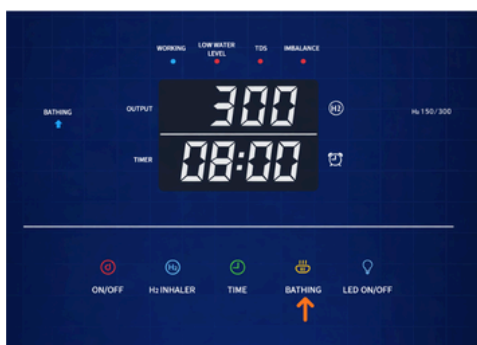 WORKING LOW WATER LEVEL TDS IMBALANCE
BATHING
OUTPUT 300 H2 H₂ 150/300
TIMER 08:00
ON/OFF H₂ INHALER TIME BATHING LED ON/OFF